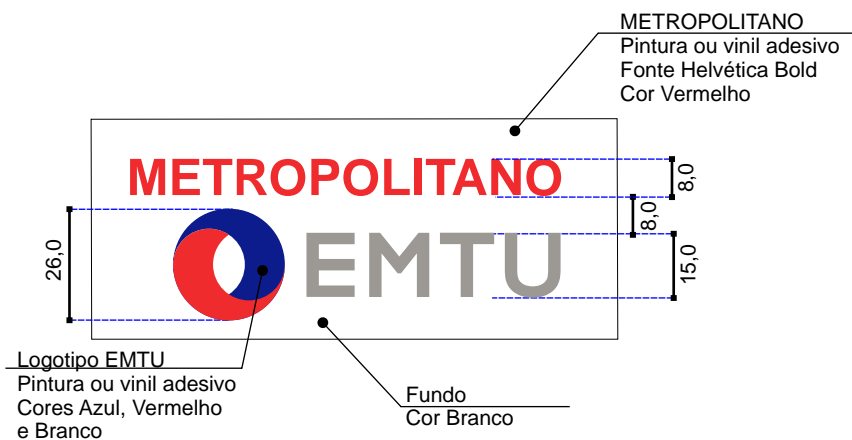 METROPOLITANO
Pintura ou vinil adesivo
Fonte Helvética Bold
Cor Vermelho
METROPOLITANO
8,0
8,0
26,0
EMTU
15,0
Logotipo EMTU
Pintura ou vinil adesivo
Cores Azul, Vermelho
e Branco
Fundo
Cor Branco